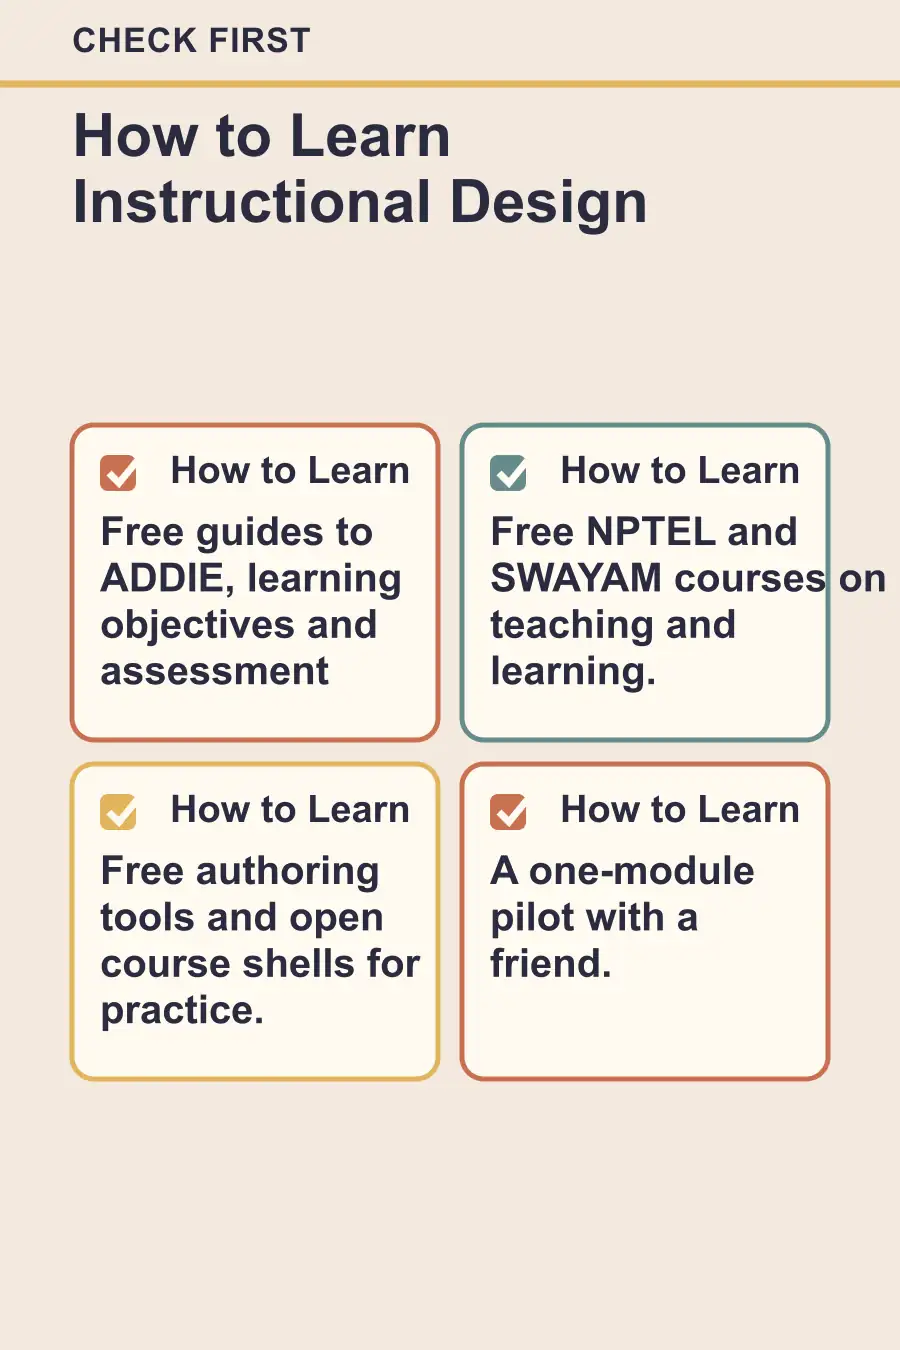 CHECK FIRST
How to Learn
Instructional Design
How to Learn
Free guides to
ADDIE, learning
objectives and
assessment
How to Learn
Free NPTEL and
SWAYAM courses on
teaching and
learning.
How to Learn
Free authoring
tools and open
course shells for
practice.
How to Learn
A one-module
pilot with a
friend.